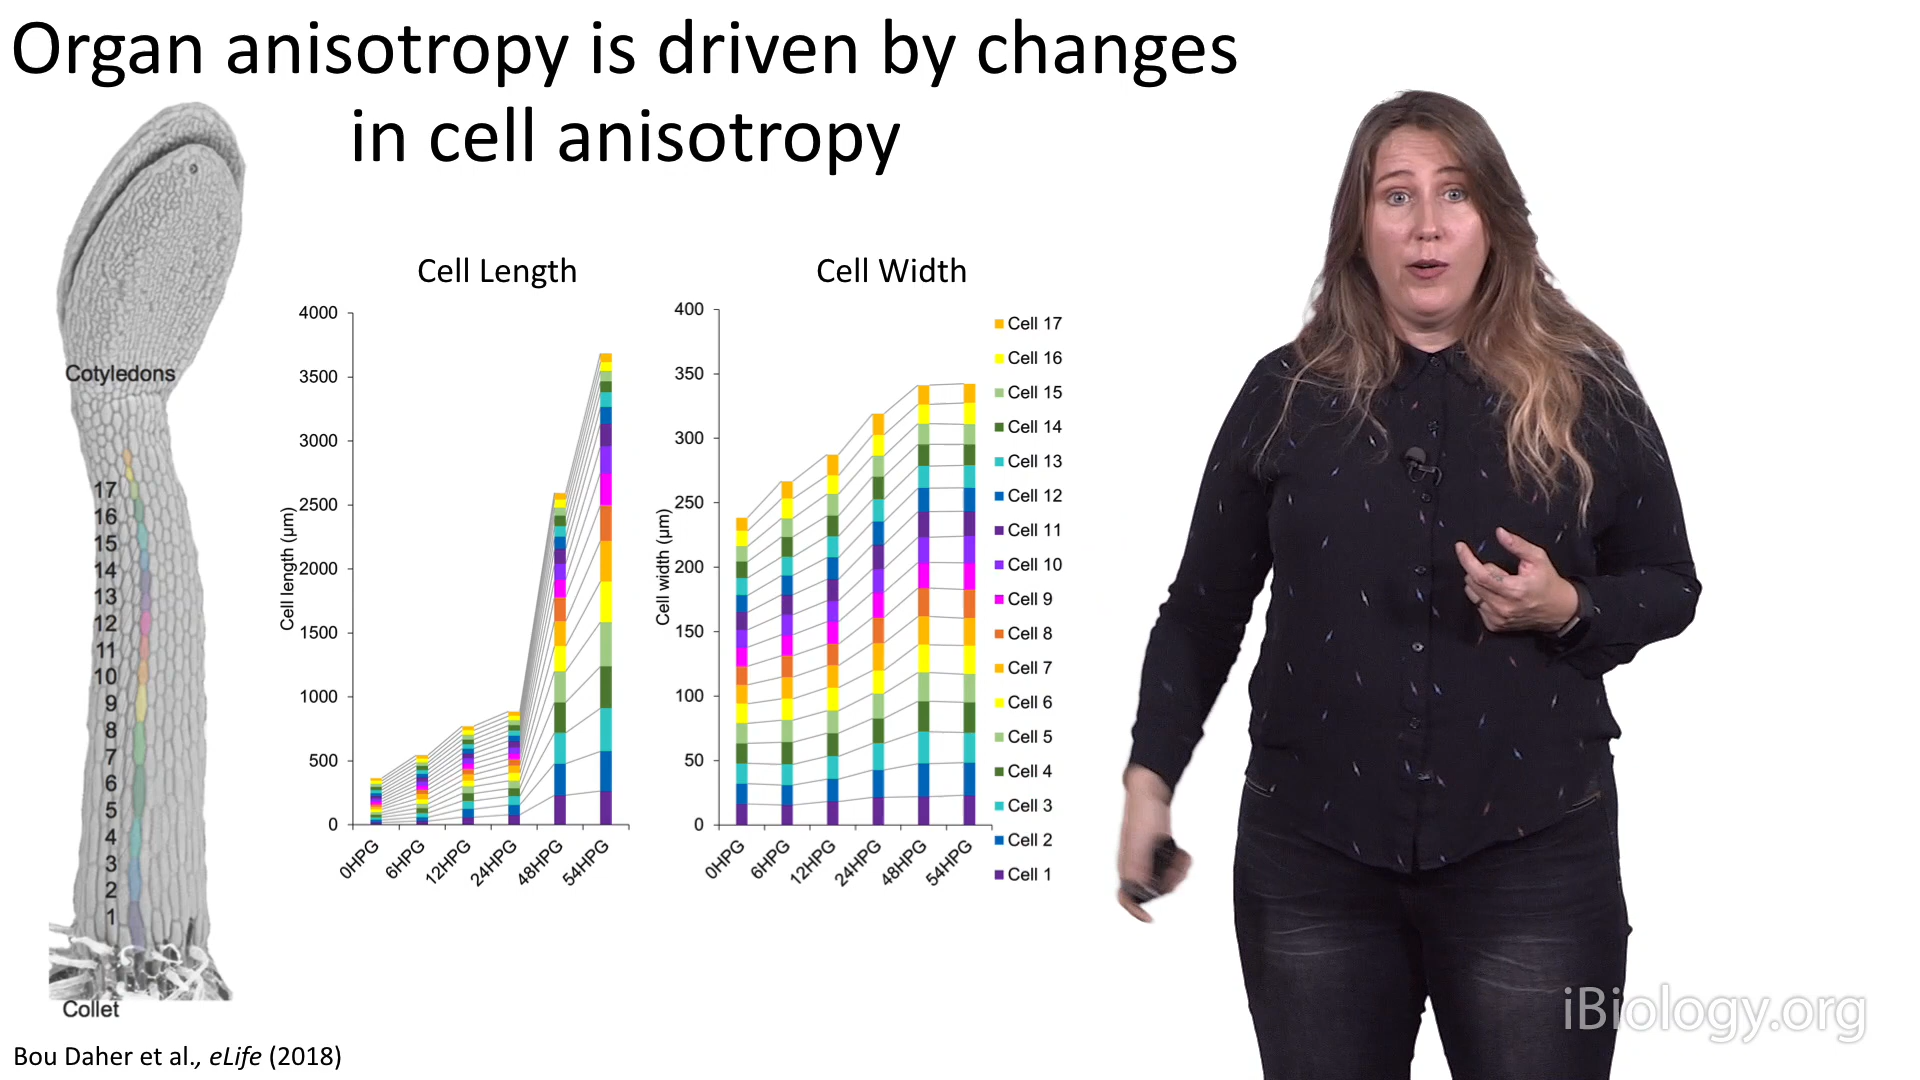 Organ anisotropy is driven by changes
in cell anisotropy
Cotyledons
17
16
15
14
13
12
11
10
9
8
7
6
5
4
3
2
1
Collet
Cell Length
Cell length (µm)
4000
3500
3000
2500
2000
1500
1000
500
0
0HPG
6HPG
12HPG
24HPG
48HPG
54HPG
Cell Width
Cell width (µm)
400
350
300
250
200
150
100
50
0
0HPG
6HPG
12HPG
24HPG
48HPG
54HPG
Cell 17
Cell 16
Cell 15
Cell 14
Cell 13
Cell 12
Cell 11
Cell 10
Cell 9
Cell 8
Cell 7
Cell 6
Cell 5
Cell 4
Cell 3
Cell 2
Cell 1
Bou Daher et al., eLife (2018)
iBiology.org